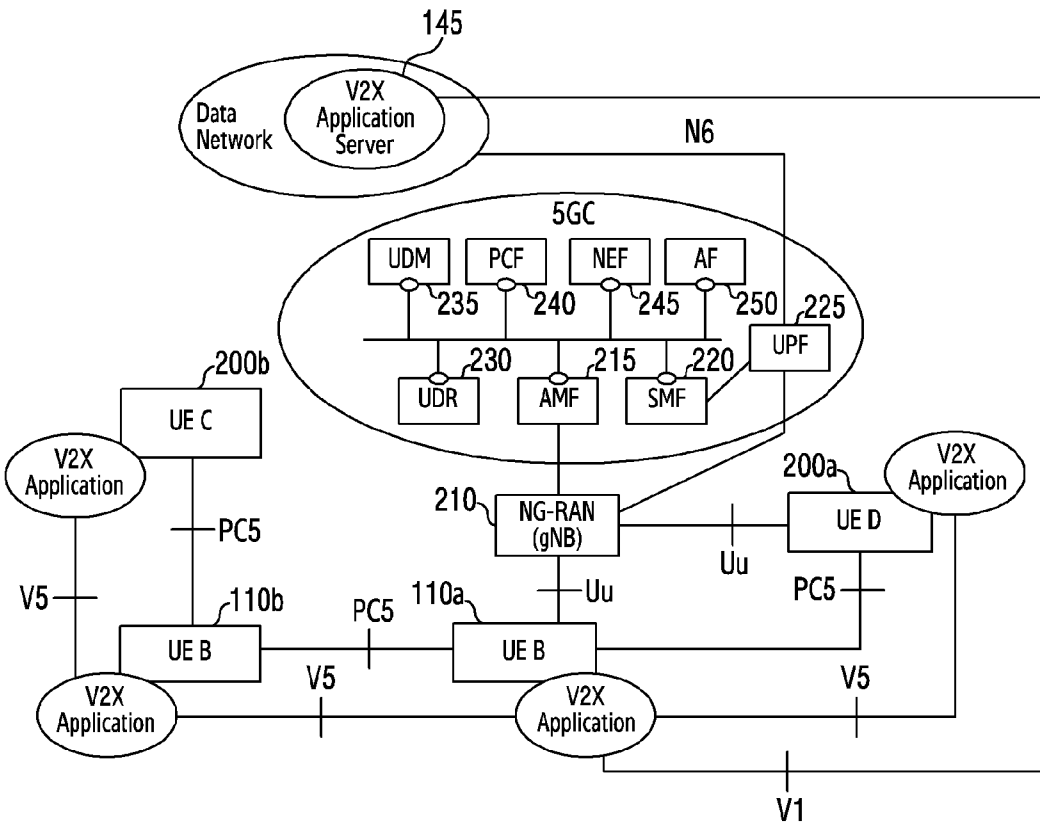 145
V2X
Application
Server
Data
Network
N6
5GC
UDM
PCF
NEF
AF
235
240
245
250
225
UPF
230
215
220
UDR
AMF
SMF
200b
UE C
V2X
Application
200a
V2X
Application
210
NG-RAN
(gNB)
UE D
PC5
Uu
Uu
PC5
V5
110b
PC5
110a
UE B
UE B
V2X
Application
V5
V2X
Application
V5
V1